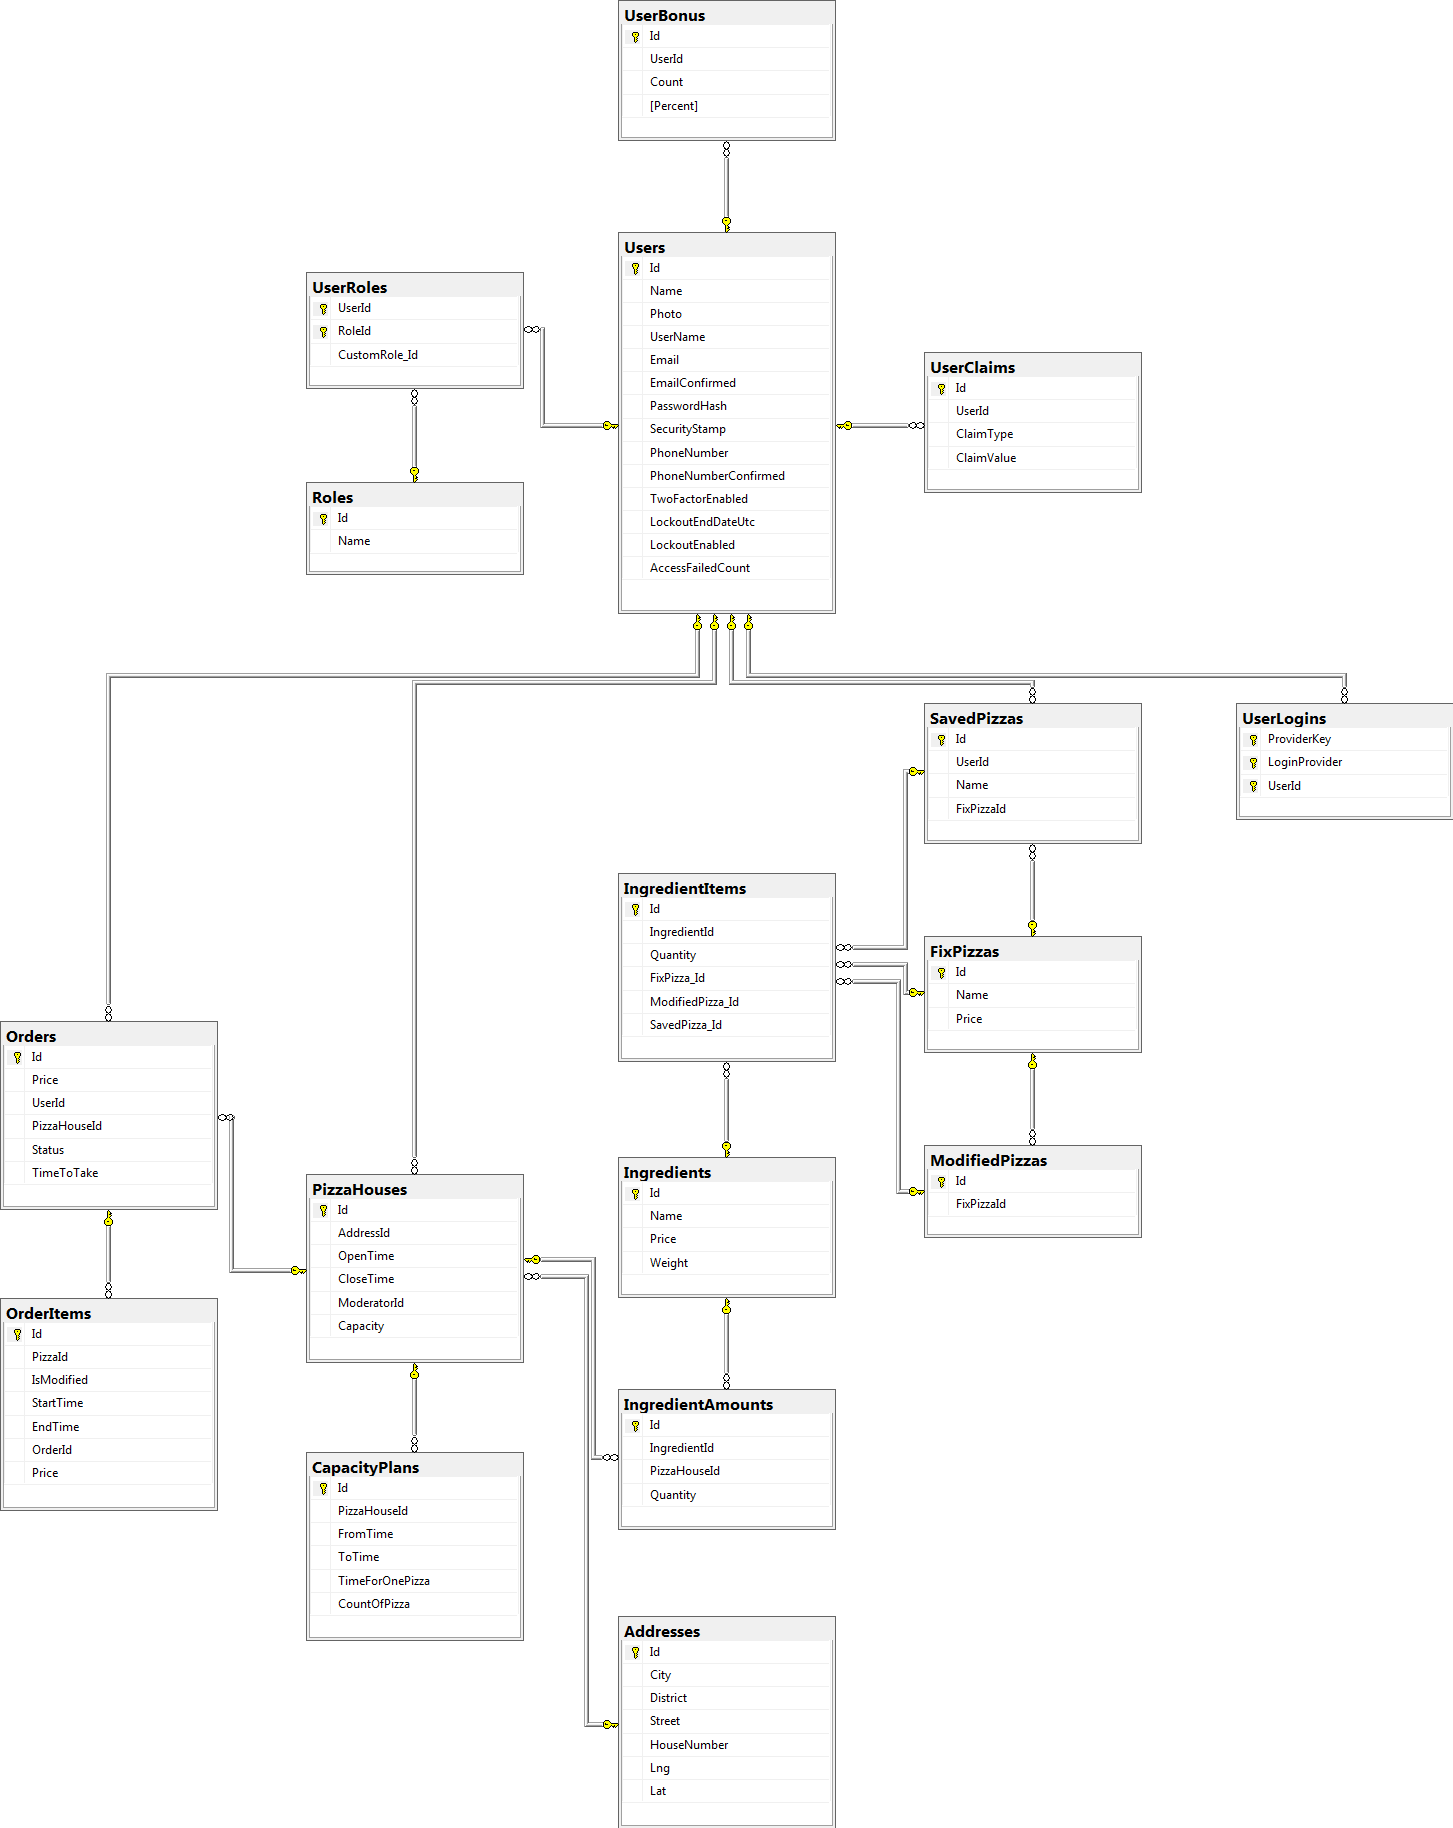 UserBonus
Id
UserId
Count
[Percent]
Users
Id
Name
Photo
UserName
Email
EmailConfirmed
PasswordHash
SecurityStamp
PhoneNumber
PhoneNumberConfirmed
TwoFactorEnabled
LockoutEndDateUtc
LockoutEnabled
AccessFailedCount
UserRoles
UserId
RoleId
CustomRole_Id
UserClaims
Id
UserId
ClaimType
ClaimValue
Roles
Id
Name
SavedPizzas
Id
UserId
Name
FixPizzaId
UserLogins
ProviderKey
LoginProvider
UserId
IngredientItems
Id
IngredientId
Quantity
FixPizza_Id
ModifiedPizza_Id
SavedPizza_Id
FixPizzas
Id
Name
Price
Orders
Id
Price
UserId
PizzaHouseId
Status
TimeToTake
ModifiedPizzas
Id
FixPizzaId
Ingredients
Id
Name
Price
Weight
PizzaHouses
Id
AddressId
OpenTime
CloseTime
ModeratorId
Capacity
OrderItems
Id
PizzaId
IsModified
StartTime
EndTime
OrderId
Price
IngredientAmounts
Id
IngredientId
PizzaHouseId
Quantity
CapacityPlans
Id
PizzaHouseId
FromTime
ToTime
TimeForOnePizza
CountOfPizza
Addresses
Id
City
District
Street
HouseNumber
Lng
Lat